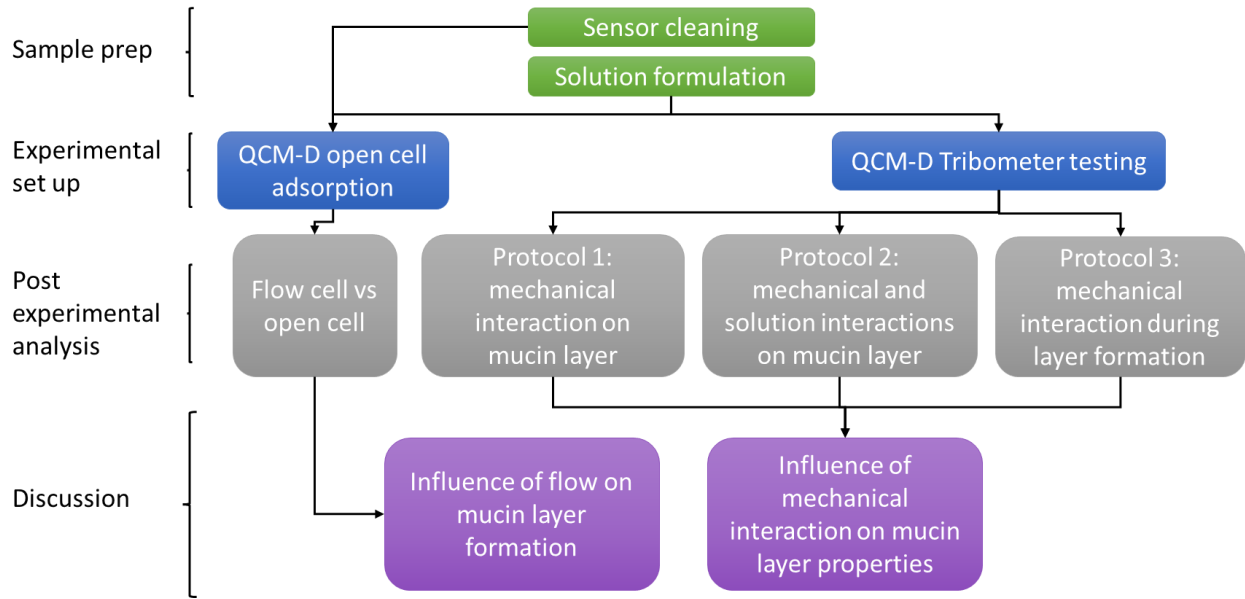 Sample prep
Sensor cleaning
Solution formulation
Experimental
set up
QCM-D open cell
adsorption
QCM-D Tribometer testing
Post
experimental
analysis
Flow cell vs
open cell
Protocol 1:
mechanical
interaction on
mucin layer
Protocol 2:
mechanical and
solution interactions
on mucin layer
Protocol 3:
mechanical
interaction during
layer formation
Discussion
Influence of flow on
mucin layer
formation
Influence of
mechanical
interaction on mucin
layer properties